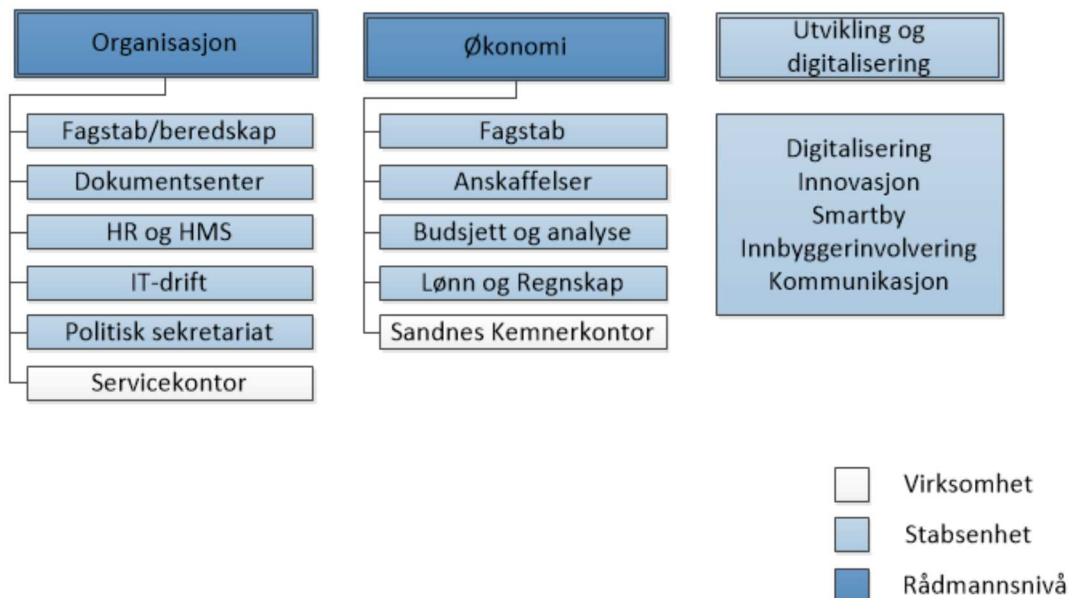 Organisasjon
Fagstab/beredskap
Dokumentsenter
HR og HMS
IT-drift
Politisk sekretariat
Servicekontor
Økonomi
Fagstab
Anskaffelser
Budsjett og analyse
Lønn og Regnskap
Sandnes Kemnerkontor
Utvikling og
digitalisering
Digitalisering
Innovasjon
Smartby
Innbyggerinvolvering
Kommunikasjon
Virksomhet
Stabsenhet
Rådmannsnivå